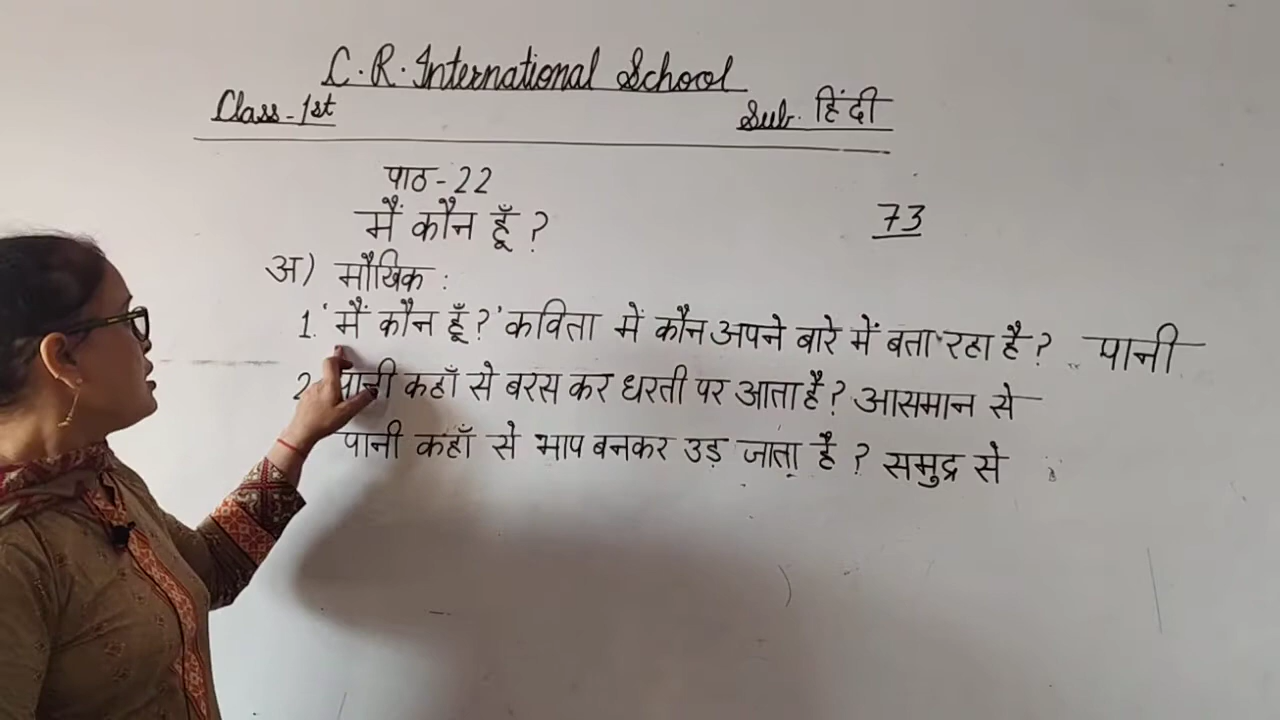 C.R. International School
Class-1st Sub. हिंदी
पाठ-22
मैं कौन हूँ ? 73
अ) मौखिक :
1. 'मैं कौन हूँ?' कविता में कौन अपने बारे में बता रहा है? पानी
2 पानी कहाँ से बरस कर धरती पर आता है? आसमान से
पानी कहाँ से भाप बनकर उड़ जाता है ? समुद्र से